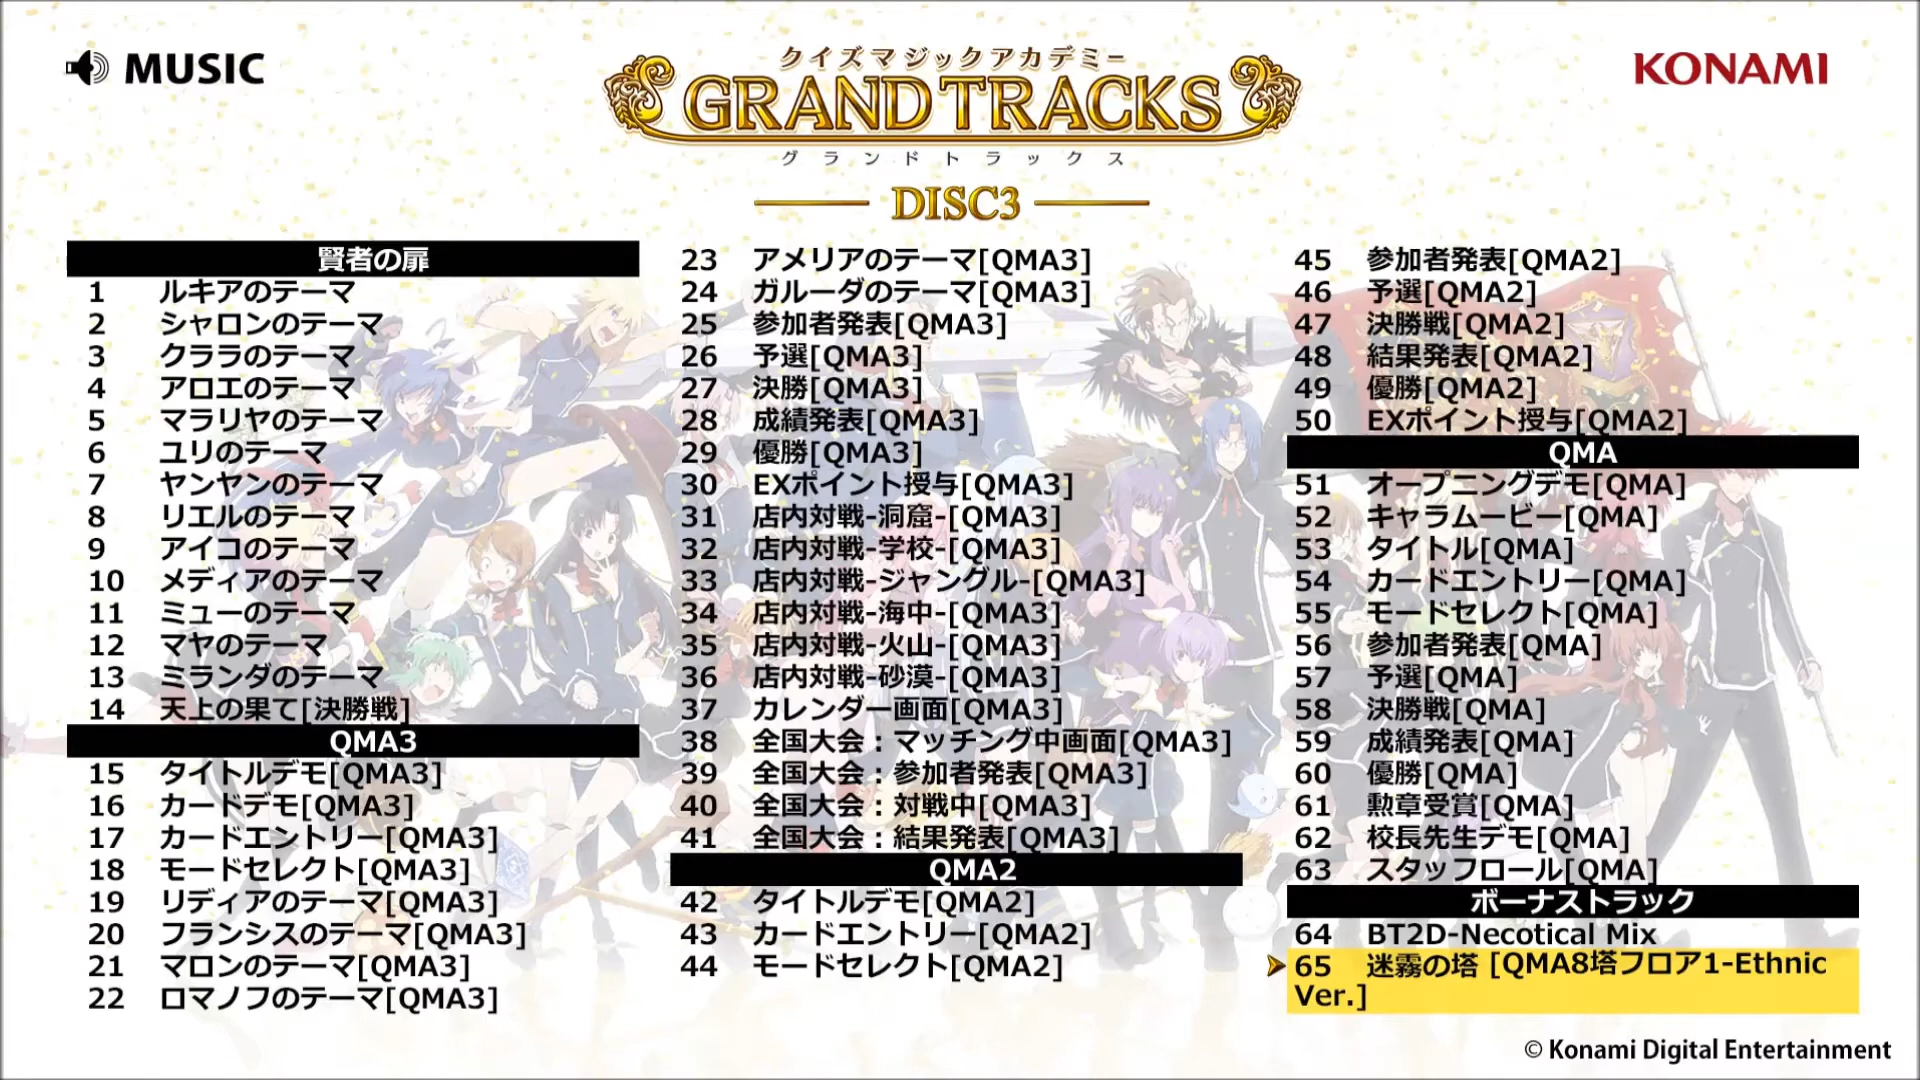 MUSIC
クイズマジックアカデミー
GRAND TRACKS
グランドトラックス
KONAMI
DISC3
賢者の扉
1 ルキアのテーマ
2 シャロンのテーマ
3 クララのテーマ
4 アロエのテーマ
5 マラリヤのテーマ
6 ユリのテーマ
7 ヤンヤンのテーマ
8 リエルのテーマ
9 アイコのテーマ
10 メディアのテーマ
11 ミューのテーマ
12 マヤのテーマ
13 ミランダのテーマ
14 天上の果て[決勝戦]
QMA3
15 タイトルデモ[QMA3]
16 カードデモ[QMA3]
17 カードエントリー[QMA3]
18 モードセレクト[QMA3]
19 リディアのテーマ[QMA3]
20 フランシスのテーマ[QMA3]
21 マロンのテーマ[QMA3]
22 ロマノフのテーマ[QMA3]
23 アメリアのテーマ[QMA3]
24 ガルーダのテーマ[QMA3]
25 参加者発表[QMA3]
26 予選[QMA3]
27 決勝[QMA3]
28 成績発表[QMA3]
29 優勝[QMA3]
30 EXポイント授与[QMA3]
31 店内対戦-洞窟-[QMA3]
32 店内対戦-学校-[QMA3]
33 店内対戦-ジャングル-[QMA3]
34 店内対戦-海中-[QMA3]
35 店内対戦-火山-[QMA3]
36 店内対戦-砂漠-[QMA3]
37 カレンダー画面[QMA3]
38 全国大会：マッチング中画面[QMA3]
39 全国大会：参加者発表[QMA3]
40 全国大会：対戦中[QMA3]
41 全国大会：結果発表[QMA3]
QMA2
42 タイトルデモ[QMA2]
43 カードエントリー[QMA2]
44 モードセレクト[QMA2]
45 参加者発表[QMA2]
46 予選[QMA2]
47 決勝戦[QMA2]
48 結果発表[QMA2]
49 優勝[QMA2]
50 EXポイント授与[QMA2]
QMA
51 オープニングデモ[QMA]
52 キャラムービー[QMA]
53 タイトル[QMA]
54 カードエントリー[QMA]
55 モードセレクト[QMA]
56 参加者発表[QMA]
57 予選[QMA]
58 決勝戦[QMA]
59 成績発表[QMA]
60 優勝[QMA]
61 勲章受賞[QMA]
62 校長先生デモ[QMA]
63 スタッフロール[QMA]
ボーナストラック
64 BT2D-Necotical Mix
65 迷霧の塔 [QMA8塔フロア1-Ethnic
Ver.]
© Konami Digital Entertainment